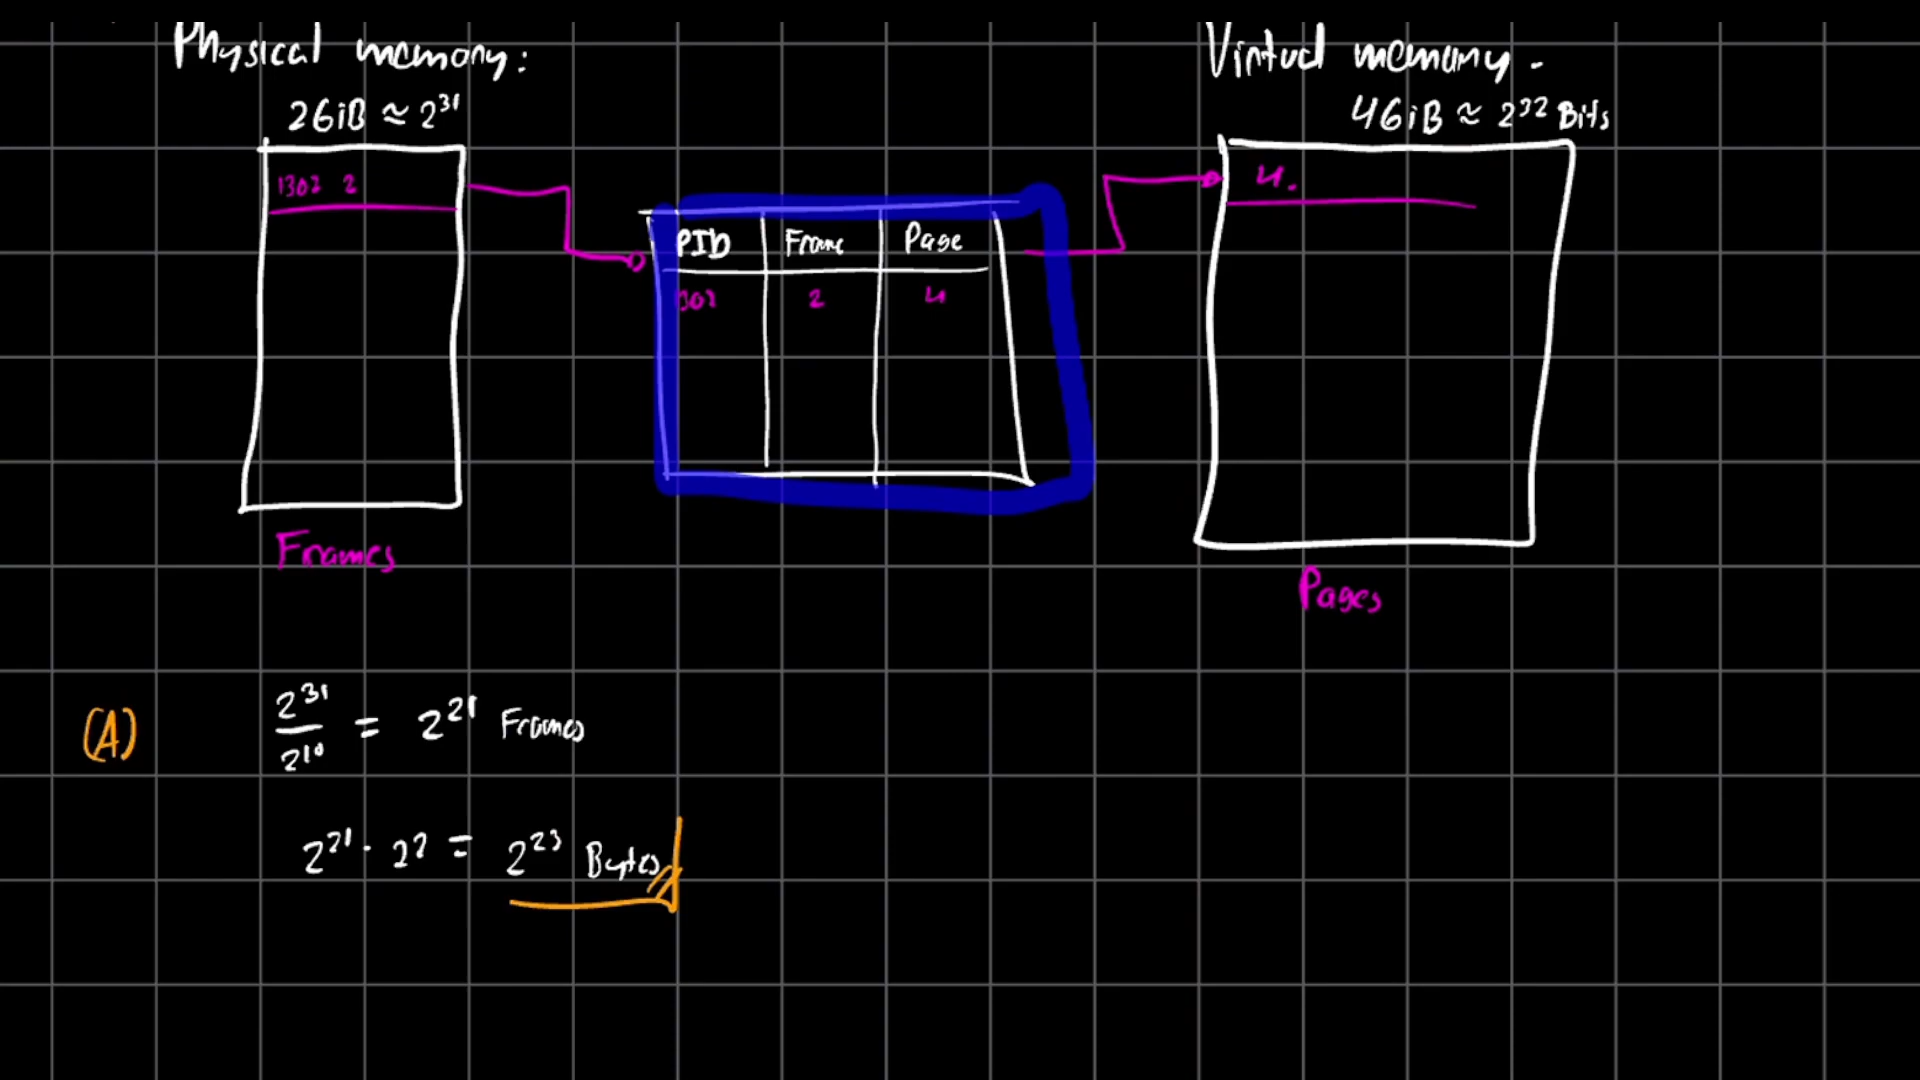 Physical memory:
2GiB ≈ 2^31
1302 2
Frames
PID Frame Page
1302 2 4
Virtual memory.
4GiB ≈ 2^32 Bits
4.
Pages
(A) 2^31 / 2^10 = 2^21 Frames
2^21 · 2^2 = 2^23 Bytes